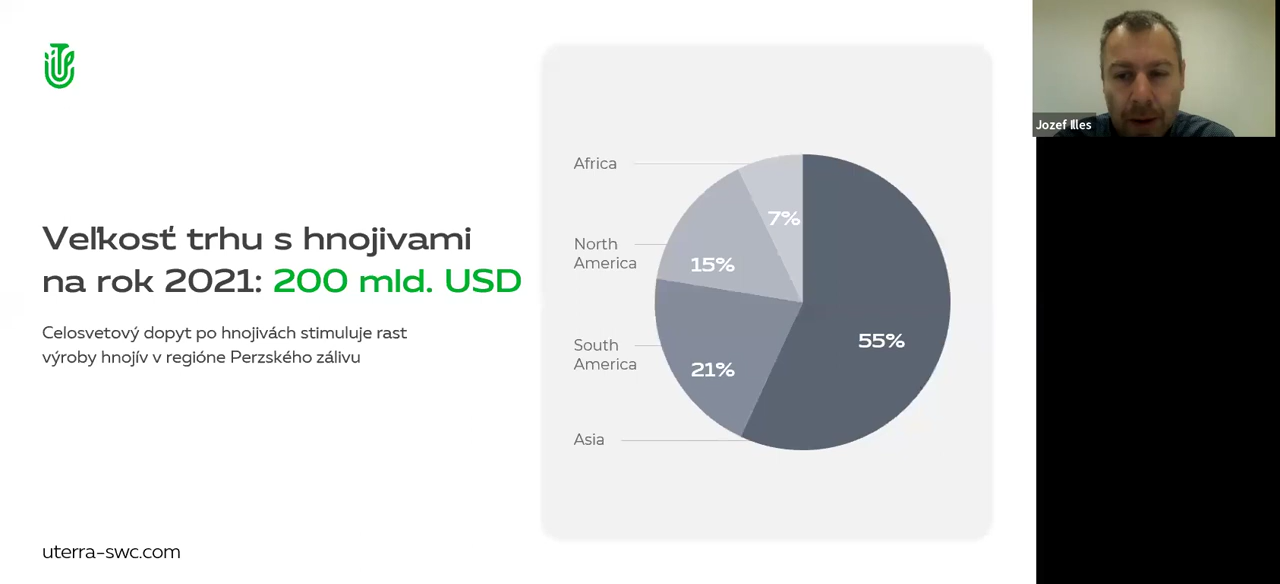 Veľkosť trhu s hnojivami
na rok 2021: 200 mld. USD
Celosvetový dopyt po hnojivách stimuluje rast
výroby hnojív v regióne Perzského zálivu
uterra-swc.com
Africa
North
America
South
America
Asia
7%
15%
21%
55%
Jozef Illes